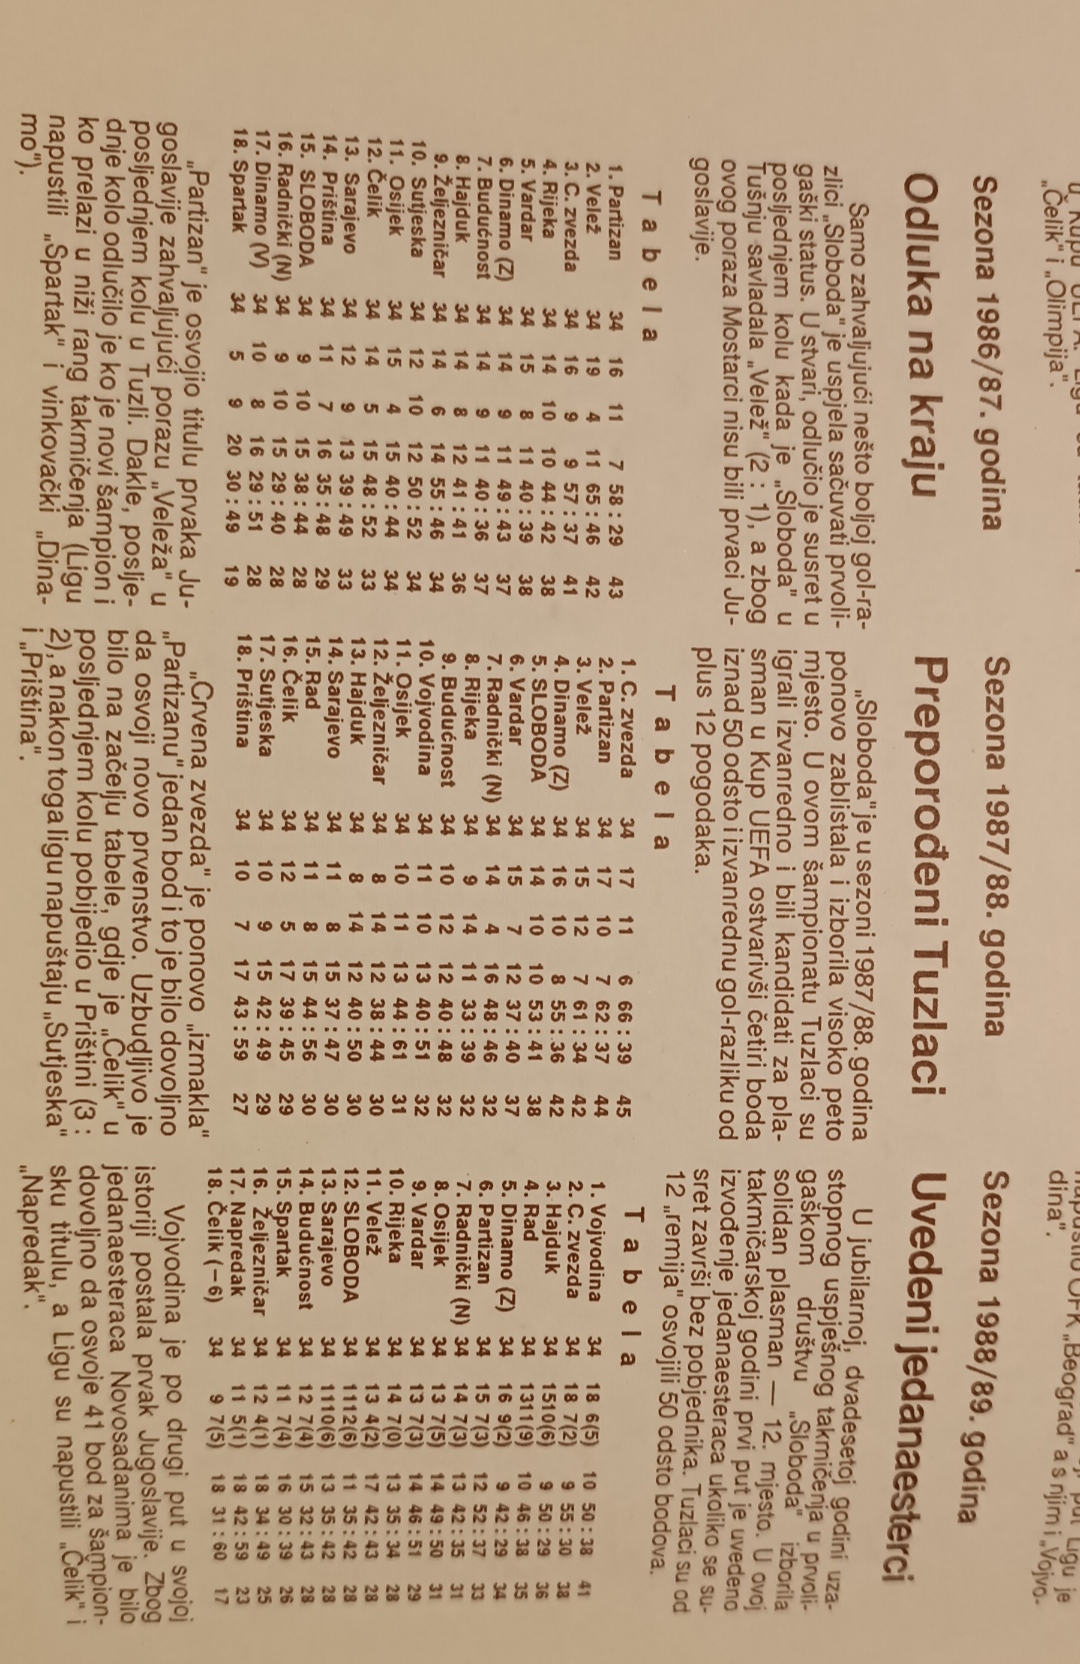 u Kupu UEFA. Ligu su
„Čelik" i „Olimpija".
Sezona 1986/87. godina
Odluka na kraju
Samo zahvaljujući nešto boljoj gol-ra-
zlici „Sloboda" je uspjela sačuvati prvoli-
gaški status. U stvari, odlučio je susret u
posljednjem kolu kada je „Sloboda" u
Tušnju savladala „Velež" (2 : 1), a zbog
ovog poraza Mostarci nisu bili prvaci Ju-
goslavije.
T a b e l a
1. Partizan 34 16 11 7 58 : 29 43
2. Velež 34 19 4 11 65 : 46 42
3. C. zvezda 34 16 9 9 57 : 37 41
4. Rijeka 34 14 10 10 44 : 42 38
5. Vardar 34 15 8 11 40 : 39 38
6. Dinamo (Z) 34 14 9 11 49 : 43 37
7. Budućnost 34 14 9 11 40 : 36 37
8. Hajduk 34 14 8 12 41 : 41 36
9. Željezničar 34 14 6 14 55 : 46 34
10. Sutjeska 34 12 10 12 50 : 52 34
11. Osijek 34 15 4 15 40 : 44 34
12. Čelik 34 14 5 15 48 : 52 33
13. Sarajevo 34 12 9 13 39 : 49 33
14. Priština 34 11 7 16 35 : 48 29
15. SLOBODA 34 9 10 15 38 : 44 28
16. Radnički (N) 34 9 10 15 29 : 40 28
17. Dinamo (V) 34 10 8 16 29 : 51 28
18. Spartak 34 5 9 20 30 : 49 19
„Partizan" je osvojio titulu prvaka Ju-
goslavije zahvaljujući porazu „Veleža" u
posljednjem kolu u Tuzli. Dakle, poslje-
dnje kolo odlučilo je ko je novi šampion i
ko prelazi u niži rang takmičenja (Ligu
napustili „Spartak" i vinkovački „Dina-
mo").
Sezona 1987/88. godina
Preporođeni Tuzlaci
„Sloboda" je u sezoni 1987/88. godina
ponovo zablistala i izborila visoko peto
mjesto. U ovom šampionatu Tuzlaci su
igrali izvanredno i bili kandidati za pla-
sman u Kup UEFA ostvarivši četiri boda
iznad 50 odsto i izvanrednu gol-razliku od
plus 12 pogodaka.
T a b e l a
1. C. zvezda 34 17 11 6 66 : 39 45
2. Partizan 34 17 10 7 62 : 37 44
3. Velež 34 15 12 7 61 : 34 42
4. Dinamo (Z) 34 16 10 8 55 : 36 42
5. SLOBODA 34 14 10 10 53 : 41 38
6. Vardar 34 15 7 12 37 : 40 37
7. Radnički (N) 34 14 4 16 48 : 46 32
8. Rijeka 34 9 14 11 33 : 39 32
9. Budućnost 34 10 12 12 40 : 48 32
10. Vojvodina 34 11 10 13 40 : 51 32
11. Osijek 34 10 11 13 44 : 61 31
12. Željezničar 34 8 14 12 38 : 44 30
13. Hajduk 34 8 14 12 40 : 50 30
14. Sarajevo 34 11 8 15 37 : 47 30
15. Rad 34 11 8 15 44 : 56 30
16. Čelik 34 12 5 17 39 : 45 29
17. Sutjeska 34 10 9 15 42 : 49 29
18. Priština 34 10 7 17 43 : 59 27
„Crvena zvezda" je ponovo „izmakla"
„Partizanu" jedan bod i to je bilo dovoljno
da osvoji novo prvenstvo. Uzbudljivo je
bilo na začelju tabele, gdje je „Čelik" u
posljednjem kolu pobijedio u Prištini (3 :
2), a nakon toga ligu napuštaju „Sutjeska"
i „Priština".
napustio OFK „Beograd" a s njim i „Vojvo-
dina".
Sezona 1988/89. godina
Uvedeni jedanaesterci
U jubilarnoj, dvadesetoj godini uza-
stopnog uspješnog takmičenja u prvoli-
gaškom društvu „Sloboda" izborila
solidan plasman — 12. mjesto. U ovoj
takmičarskoj godini prvi put je uvedeno
izvođenje jedanaesteraca ukoliko se su-
sret završi bez pobjednika. Tuzlaci su od
12 „remija" osvojili 50 odsto bodova.
T a b e l a
1. Vojvodina 34 18 6(5) 10 50 : 38 41
2. C. zvezda 34 18 7(2) 9 55 : 30 38
3. Hajduk 34 15 10(6) 9 50 : 29 36
4. Rad 34 13 11(9) 10 46 : 38 35
5. Dinamo (Z) 34 16 9(2) 9 42 : 29 34
6. Partizan 34 15 7(3) 12 52 : 37 33
7. Radnički (N) 34 14 7(3) 13 42 : 35 31
8. Osijek 34 13 7(5) 14 49 : 50 31
9. Vardar 34 13 7(3) 14 46 : 51 29
10. Rijeka 34 14 7(0) 13 35 : 34 28
11. Velež 34 13 4(2) 17 42 : 43 28
12. SLOBODA 34 11 12(6) 11 35 : 42 28
13. Sarajevo 34 11 10(6) 13 35 : 42 28
14. Budućnost 34 12 7(4) 15 32 : 43 28
15. Spartak 34 11 7(4) 16 30 : 39 26
16. Željezničar 34 12 4(1) 18 34 : 49 25
17. Napredak 34 11 5(1) 18 42 : 59 23
18. Čelik (−6) 34 9 7(5) 18 31 : 60 17
Vojvodina je po drugi put u svojoj
istoriji postala prvak Jugoslavije. Zbog
jedanaesteraca Novosađanima je bilo
dovoljno da osvoje 41 bod za šampion-
sku titulu, a Ligu su napustili „Čelik" i
„Napredak".